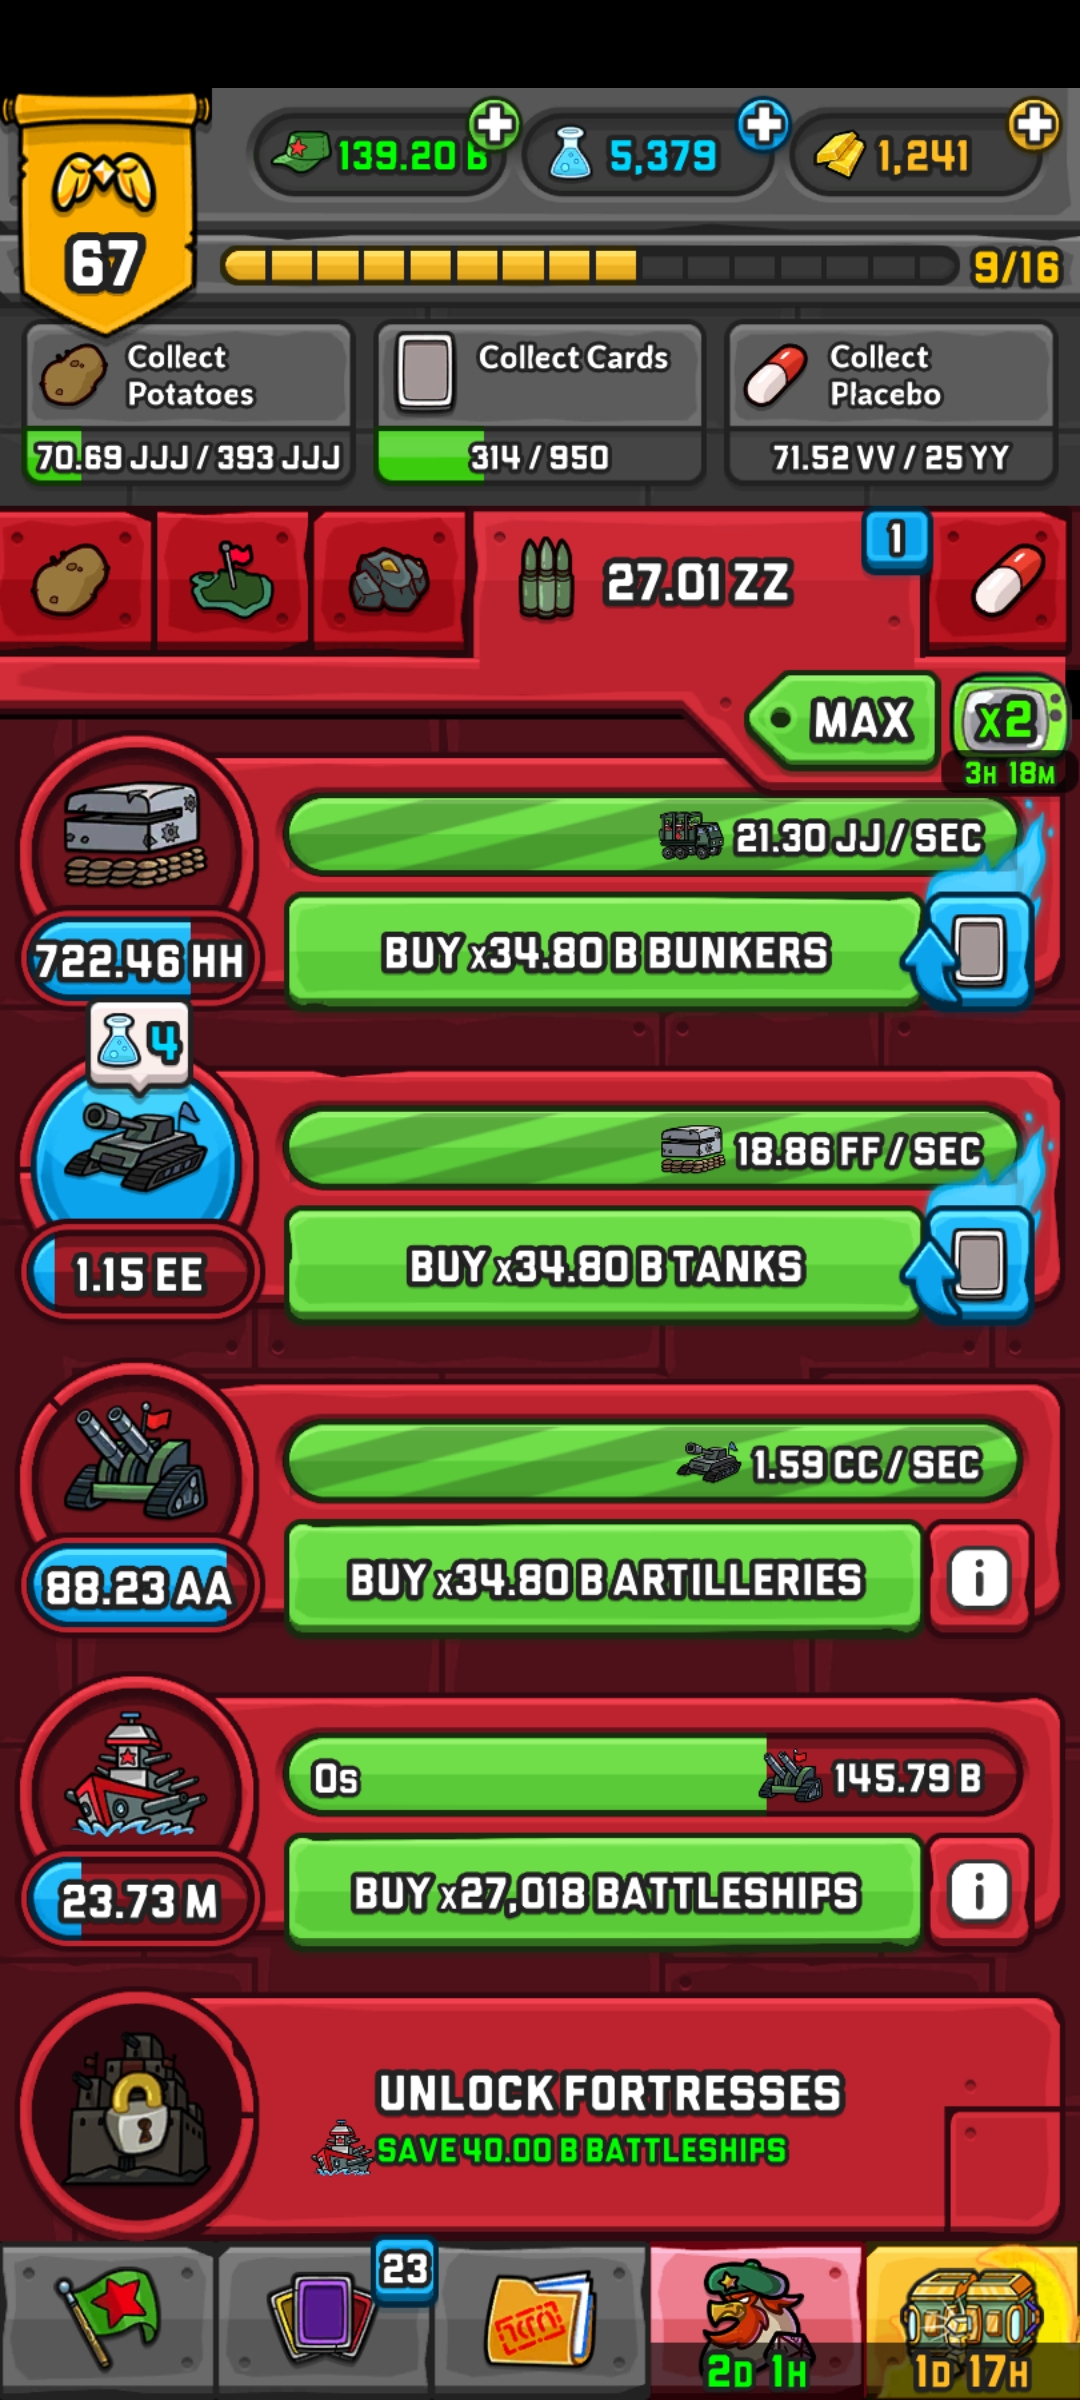 139.20 B
5,379
1,241
67
9/16
Collect
Potatoes
70.69 JJJ / 393 JJJ
Collect Cards
314 / 950
Collect
Placebo
71.52 VV / 25 YY
27.01 ZZ
1
MAX
x2
3H 18M
21.30 JJ / SEC
722.46 HH
BUY x34.80 B BUNKERS
4
18.86 FF / SEC
1.15 EE
BUY x34.80 B TANKS
1.59 CC / SEC
88.23 AA
BUY x34.80 B ARTILLERIES
i
0s
145.79 B
23.73 M
BUY x27,018 BATTLESHIPS
i
UNLOCK FORTRESSES
SAVE 40.00 B BATTLESHIPS
23
2D 1H
1D 17H